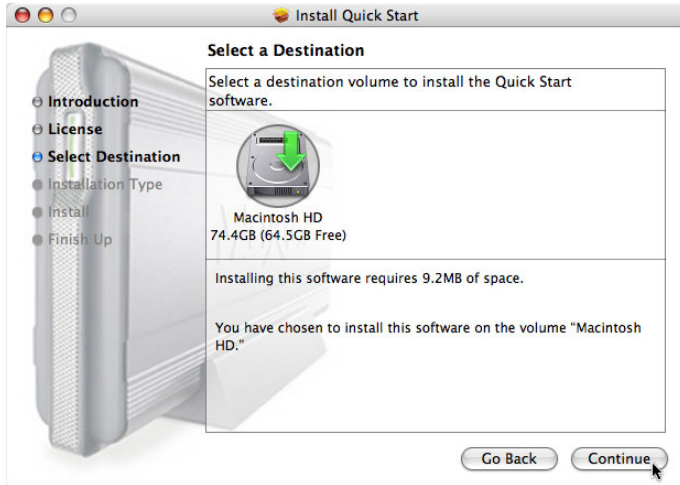 Install Quick Start
Select a Destination
Introduction
License
Select Destination
Installation Type
Install
Finish Up
Select a destination volume to install the Quick Start
software.
Macintosh HD
74.4GB (64.5GB Free)
Installing this software requires 9.2MB of space.
You have chosen to install this software on the volume “Macintosh
HD.”
Go Back
Continue